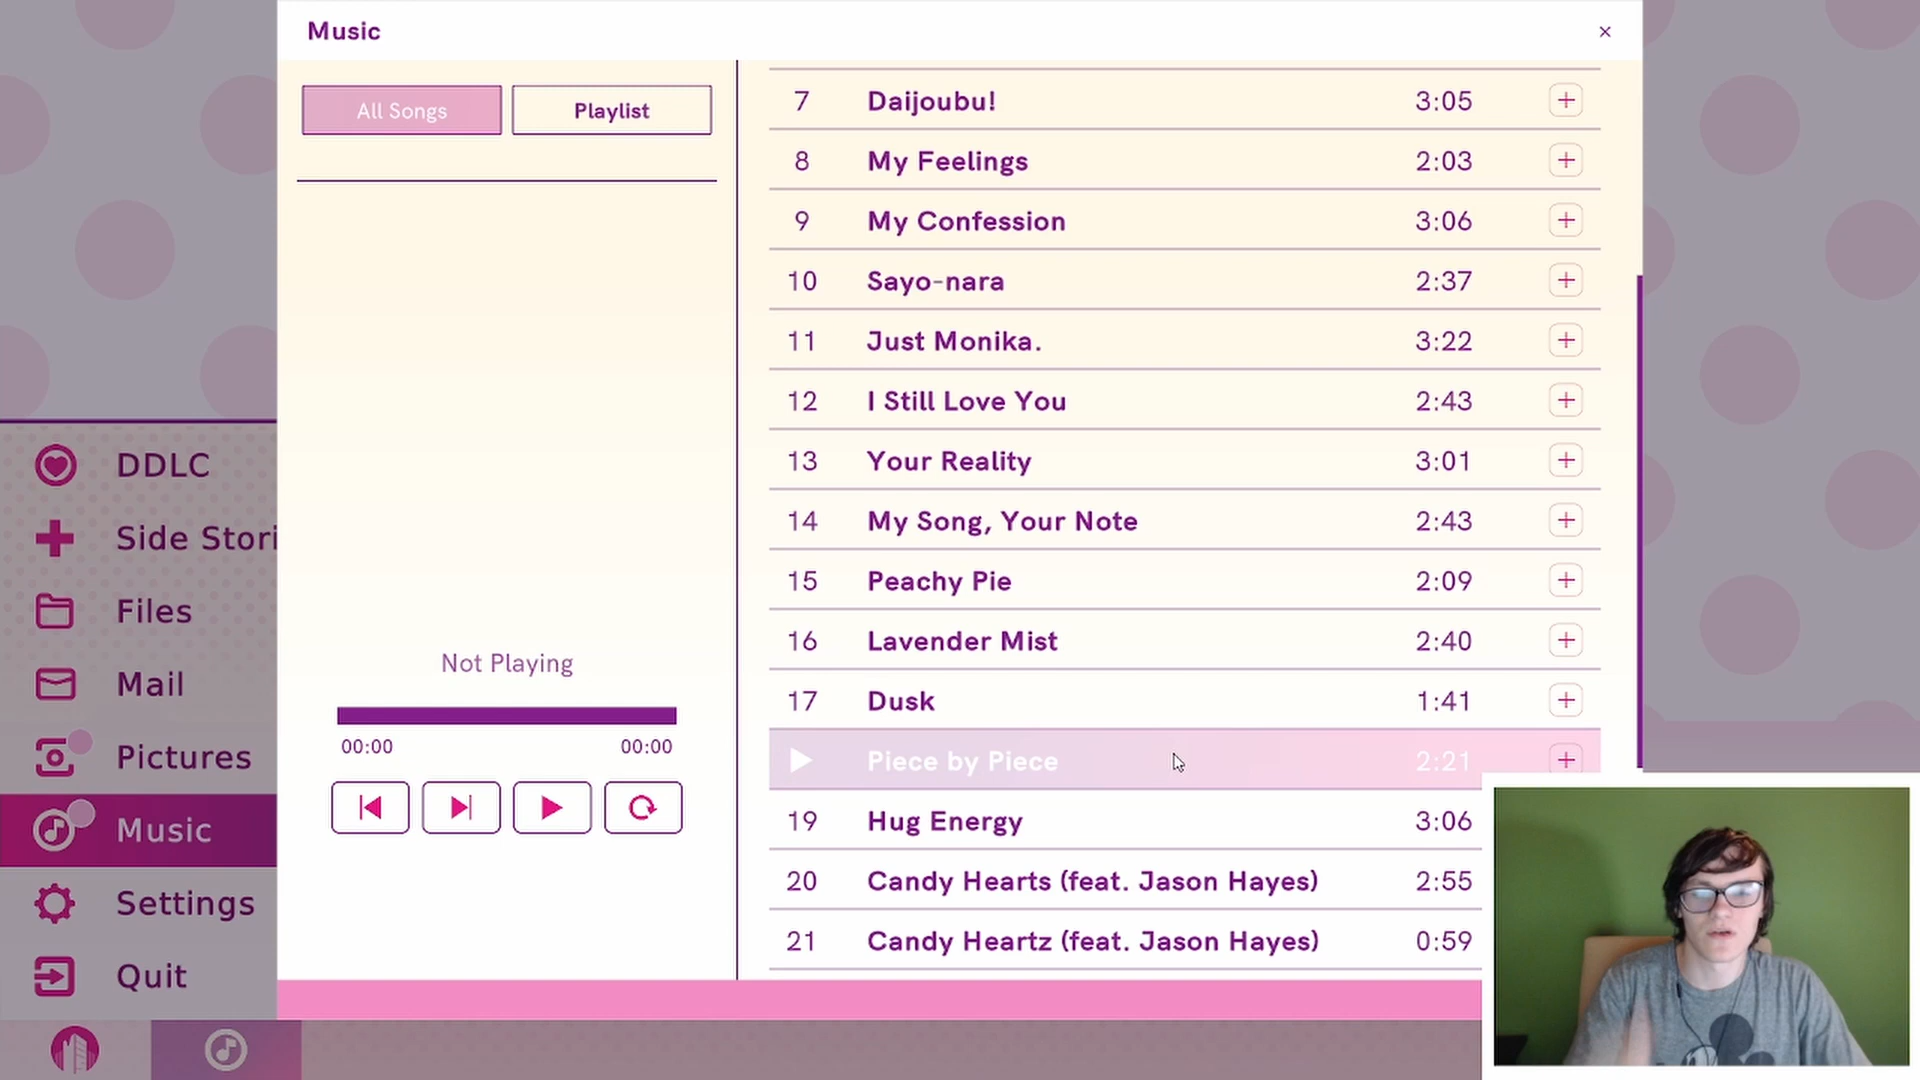 Music
All Songs
Playlist
7 Daijoubu! 3:05
8 My Feelings 2:03
9 My Confession 3:06
10 Sayo-nara 2:37
11 Just Monika. 3:22
12 I Still Love You 2:43
13 Your Reality 3:01
14 My Song, Your Note 2:43
15 Peachy Pie 2:09
16 Lavender Mist 2:40
17 Dusk 1:41
Piece by Piece 2:21
19 Hug Energy 3:06
20 Candy Hearts (feat. Jason Hayes) 2:55
21 Candy Heartz (feat. Jason Hayes) 0:59
Not Playing
00:00 00:00
DDLC
Side Stori
Files
Mail
Pictures
Music
Settings
Quit